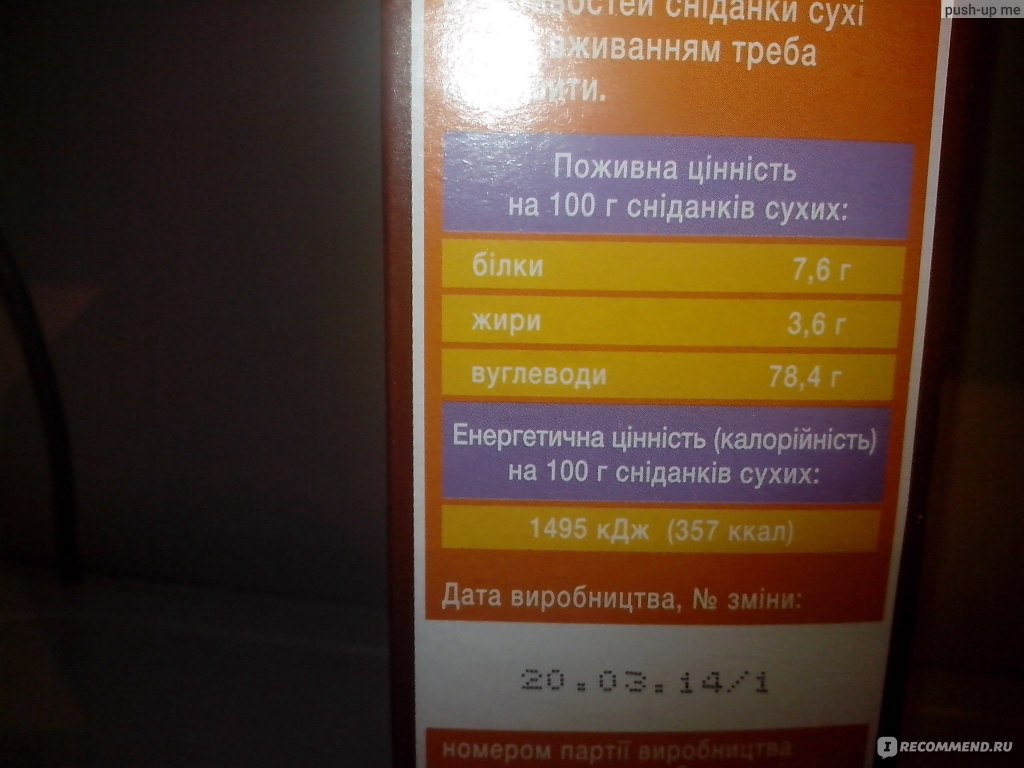 push-up me
сніданки сухі
треба
Поживна цінність
на 100 г сніданків сухих:
білки 7,6 г
жири 3,6 г
вуглеводи 78,4 г
Енергетична цінність (калорійність)
на 100 г сніданків сухих:
1495 кДж (357 ккал)
Дата виробництва, № зміни:
20.03.14/1
номером партії виробництва
IRECOMMEND.RU